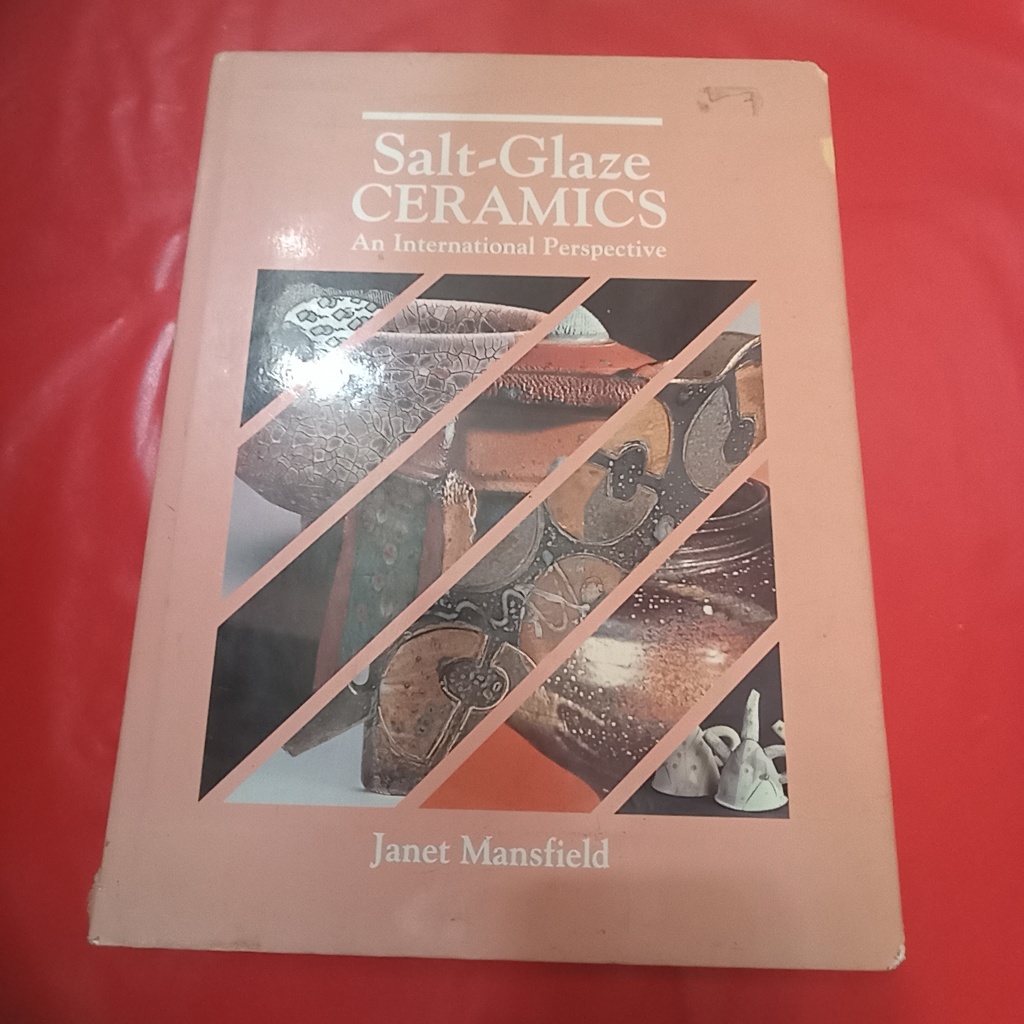 Salt-Glaze
CERAMICS
An International Perspective
Janet Mansfield